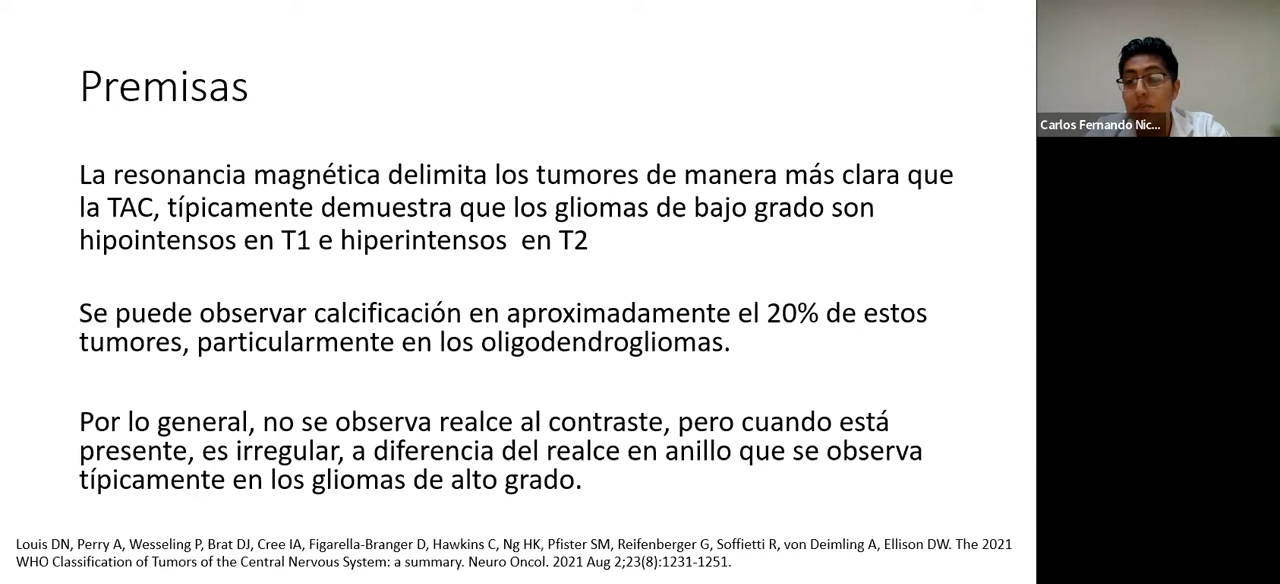 Premisas
La resonancia magnética delimita los tumores de manera más clara que
la TAC, típicamente demuestra que los gliomas de bajo grado son
hipointensos en T1 e hiperintensos  en T2
Se puede observar calcificación en aproximadamente el 20% de estos
tumores, particularmente en los oligodendrogliomas.
Por lo general, no se observa realce al contraste, pero cuando está
presente, es irregular, a diferencia del realce en anillo que se observa
típicamente en los gliomas de alto grado.
Louis DN, Perry A, Wesseling P, Brat DJ, Cree IA, Figarella-Branger D, Hawkins C, Ng HK, Pfister SM, Reifenberger G, Soffietti R, von Deimling A, Ellison DW. The 2021
WHO Classification of Tumors of the Central Nervous System: a summary. Neuro Oncol. 2021 Aug 2;23(8):1231-1251.
Carlos Fernando Nic...